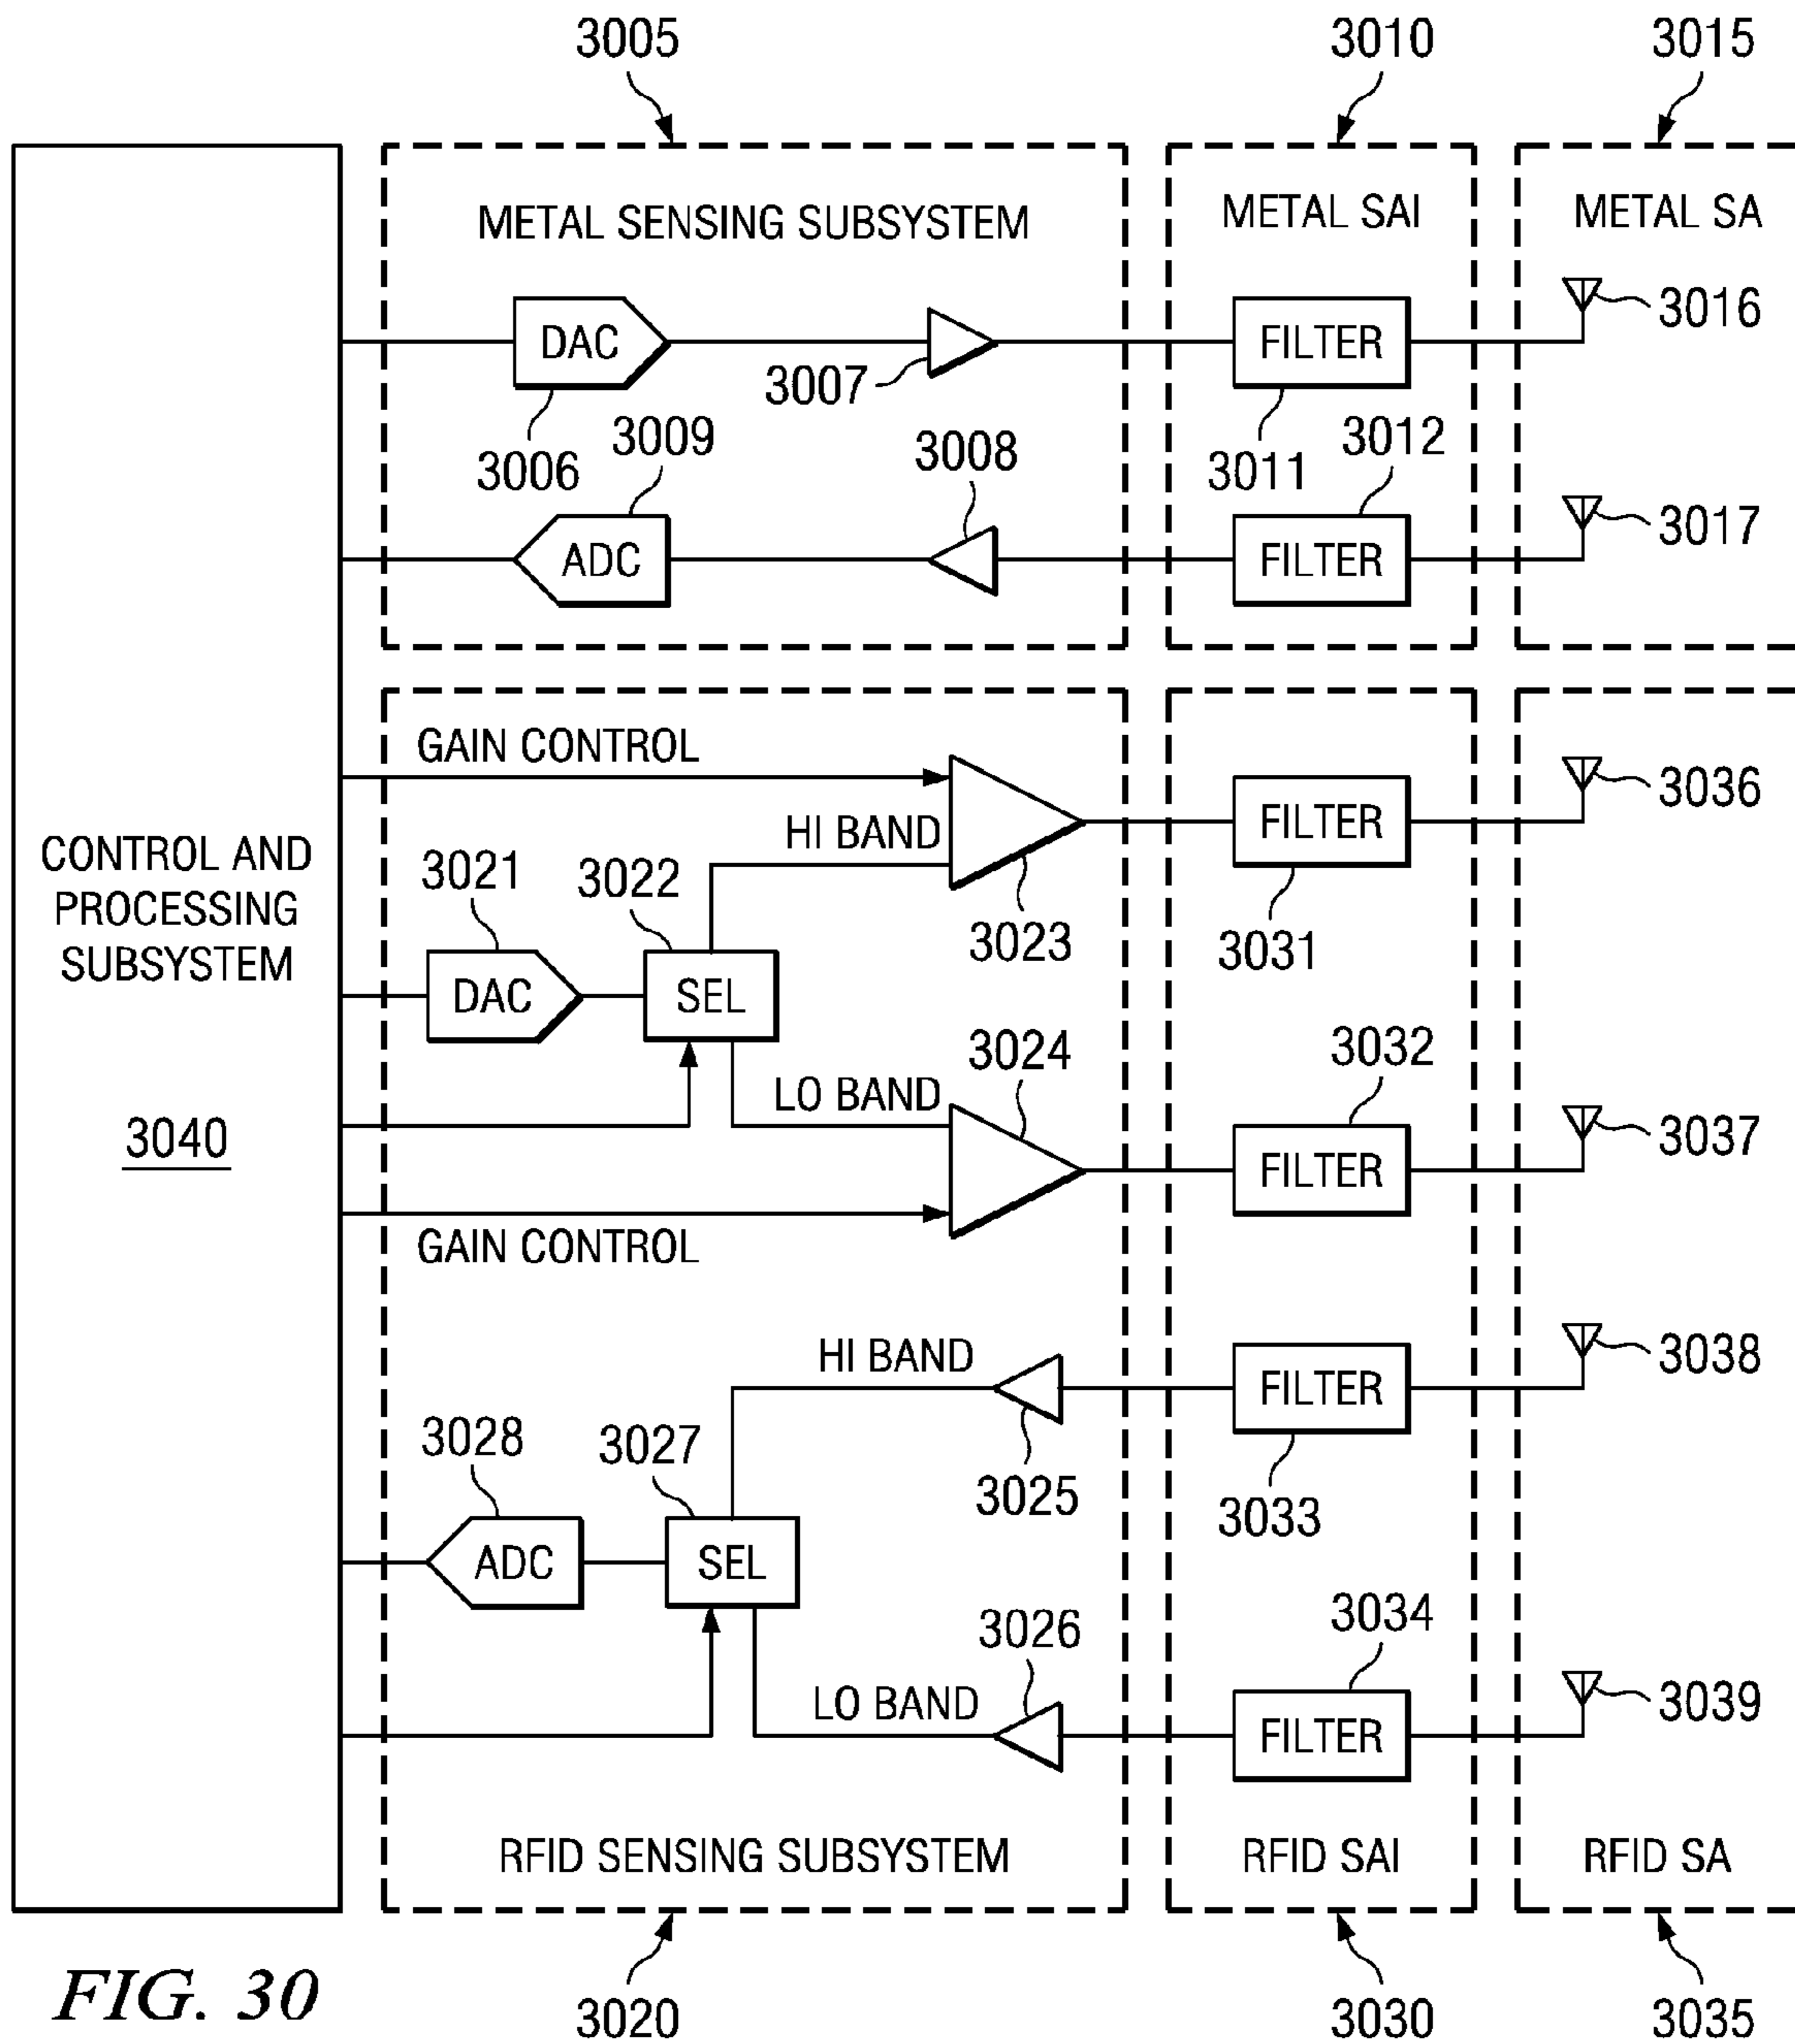 3005
3010
3015
METAL SENSING SUBSYSTEM
METAL SAI
METAL SA
DAC
3006
3007
FILTER
3011
3016
ADC
3009
3008
FILTER
3012
3017
CONTROL AND
PROCESSING
SUBSYSTEM
3040
GAIN CONTROL
HI BAND
3023
FILTER
3031
3036
3021
DAC
3022
SEL
LO BAND
3024
3032
FILTER
3037
GAIN CONTROL
HI BAND
3025
FILTER
3033
3038
3028
ADC
3027
SEL
LO BAND
3026
3034
FILTER
3039
RFID SENSING SUBSYSTEM
RFID SAI
RFID SA
3020
3030
3035
FIG. 30